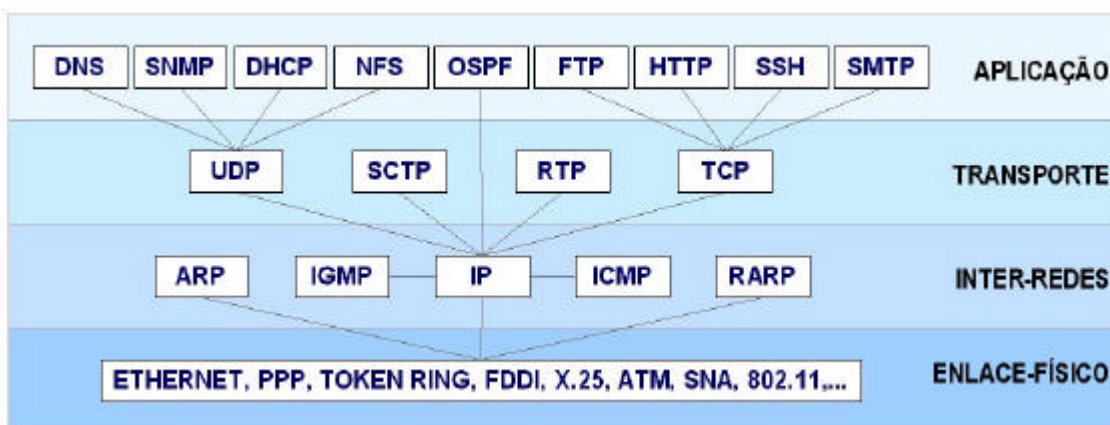 DNS SNMP DHCP NFS OSPF FTP HTTP SSH SMTP APLICAÇÃO
UDP SCTP RTP TCP TRANSPORTE
ARP IGMP IP ICMP RARP INTER-REDES
ETHERNET, PPP, TOKEN RING, FDDI, X.25, ATM, SNA, 802.11,... ENLACE-FÍSICO